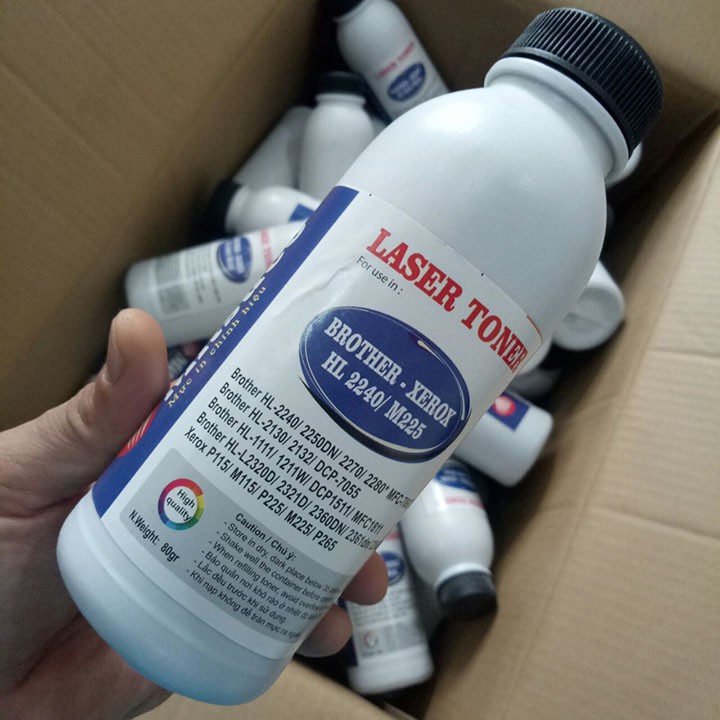 LASER TONER
For use in :
BROTHER - XEROX
HL 2240/ M225
Mực in chính hiệu
Brother HL-2240/ 2250DN/ 2270/ 2280*
Brother HL-2130/ 2132/ DCP-7055
Brother HL-1111/ 1211W/ DCP1511/ MFC1811
Brother HL-L2320D/ 2321D/ 2360DN/
Xerox P115/ M115/ P225/ M225/ P265
High
quality
N.Weight: 80gr
Caution / Chú ý:
- Store in dry, dark place below
- Shake well the container before
- When refilling toner, avoid
- Bảo quản nơi khô ráo ở nhiệt độ
- Lắc đều trước khi sử dụng
- Khi nạp không để tràn mực ra